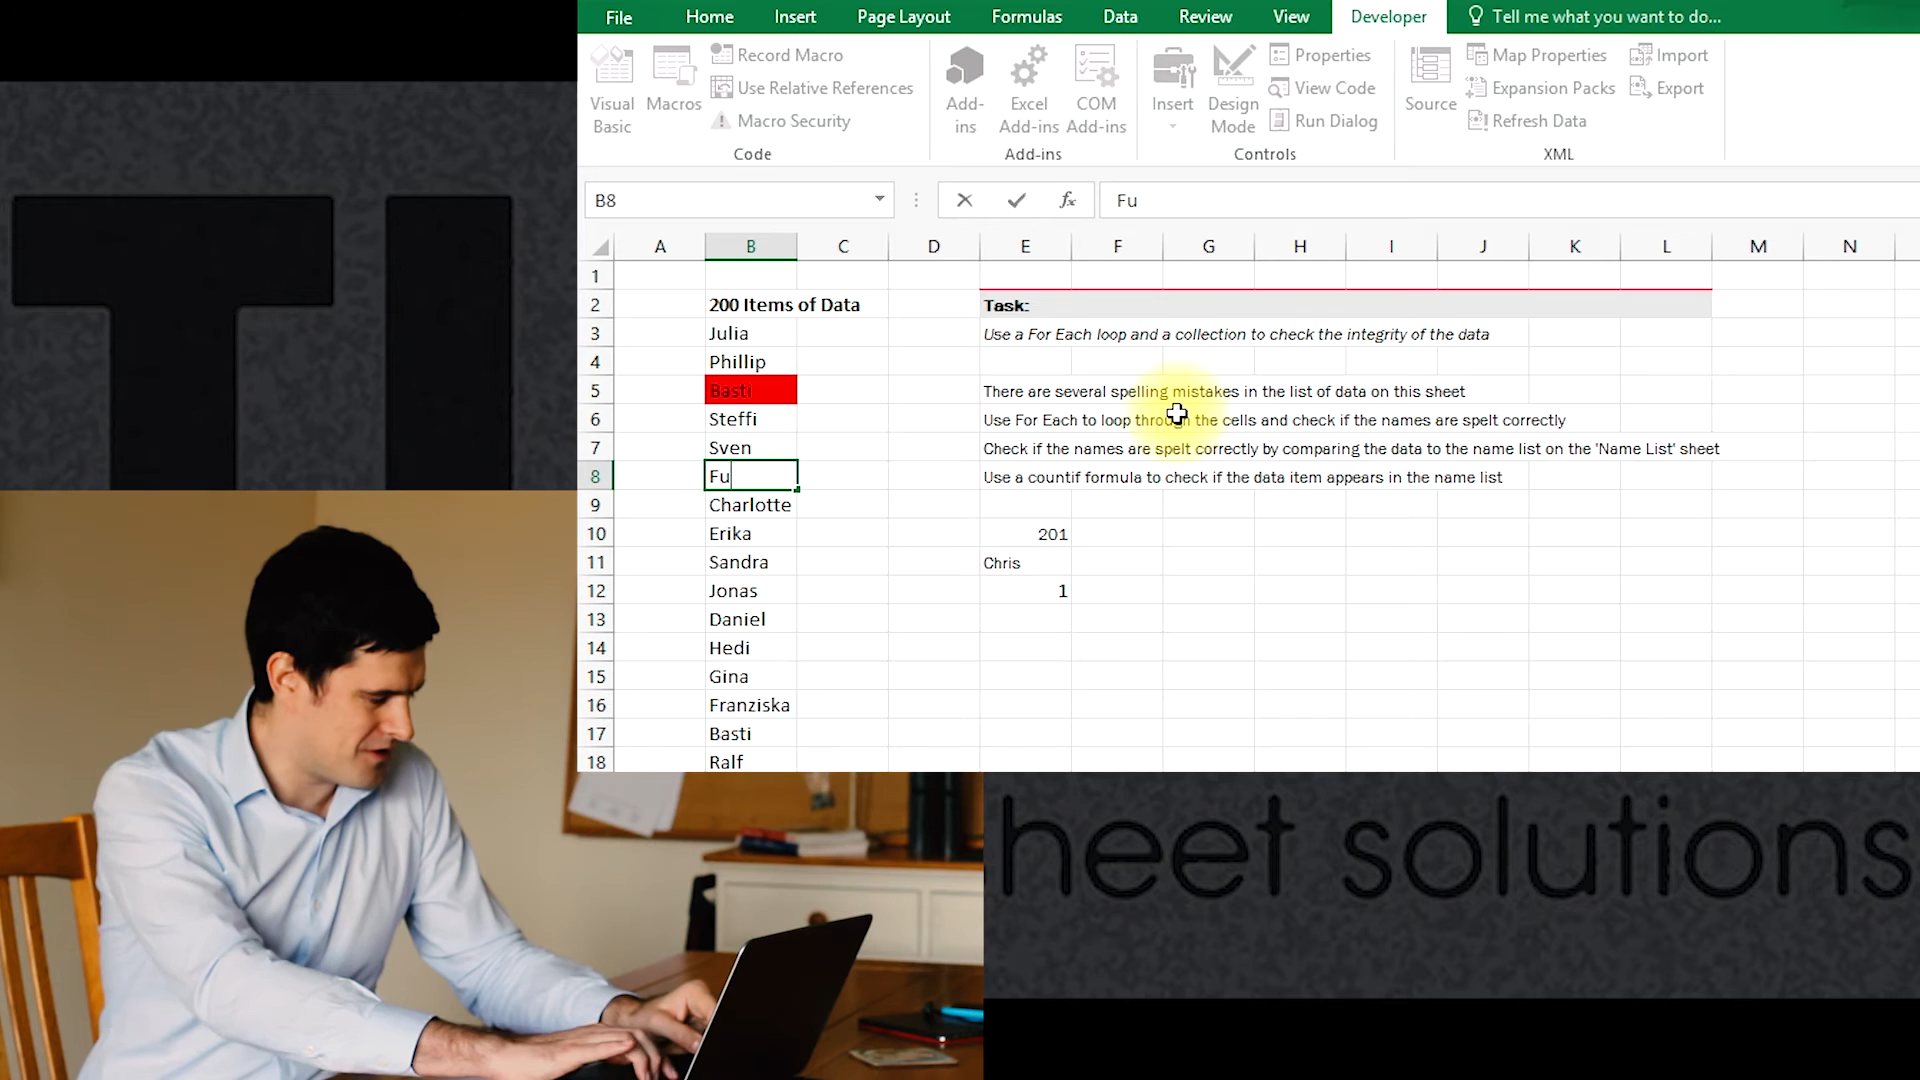 TI
File Home Insert Page Layout Formulas Data Review View Developer Tell me what you want to do...
Visual Basic
Macros
Record Macro
Use Relative References
Macro Security
Code
Add-ins
Excel Add-ins
COM Add-ins
Add-ins
Insert
Design Mode
Properties
View Code
Run Dialog
Controls
Source
Map Properties
Expansion Packs
Refresh Data
Import
Export
XML
B8 fx Fu
A B C D E F G H I J K L M N
1
2 200 Items of Data Task:
3 Julia Use a For Each loop and a collection to check the integrity of the data
4 Phillip
5 Basti There are several spelling mistakes in the list of data on this sheet
6 Steffi Use For Each to loop through the cells and check if the names are spelt correctly
7 Sven Check if the names are spelt correctly by comparing the data to the name list on the 'Name List' sheet
8 Fu Use a countif formula to check if the data item appears in the name list
9 Charlotte
10 Erika 201
11 Sandra Chris
12 Jonas 1
13 Daniel
14 Hedi
15 Gina
16 Franziska
17 Basti
18 Ralf
heet solutions